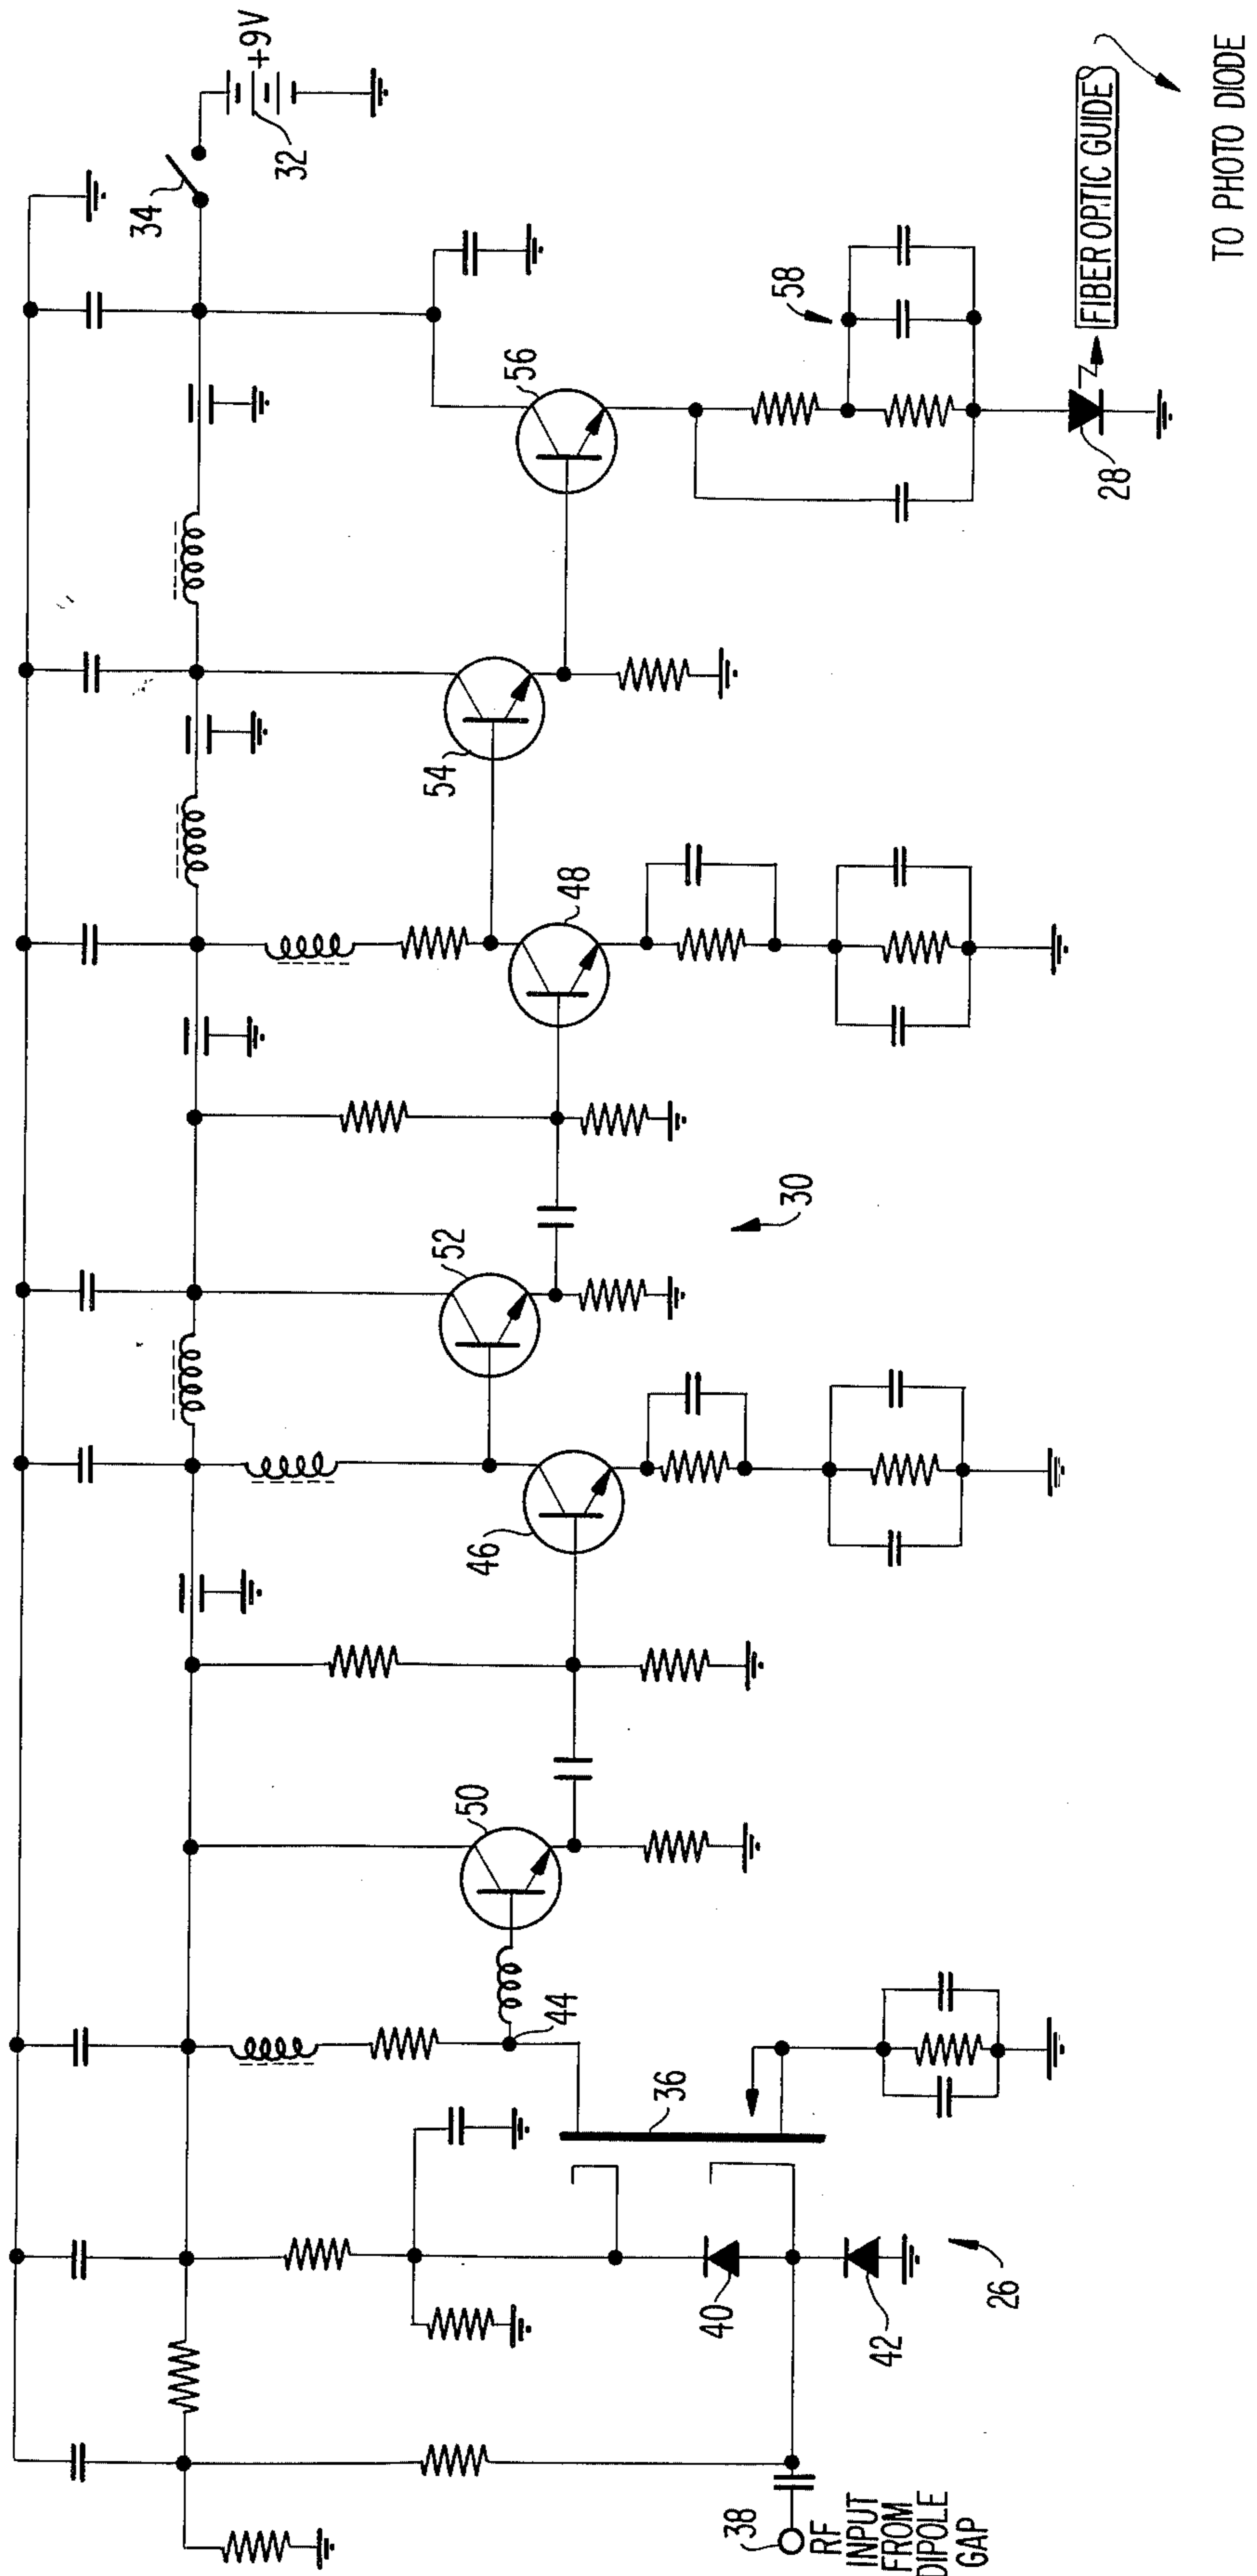 +9V
32
34
56
58
FIBER OPTIC GUIDE
TO PHOTO DIODE
28
54
48
30
52
46
50
44
36
40
42
26
38
RF
INPUT
FROM
DIPOLE
GAP